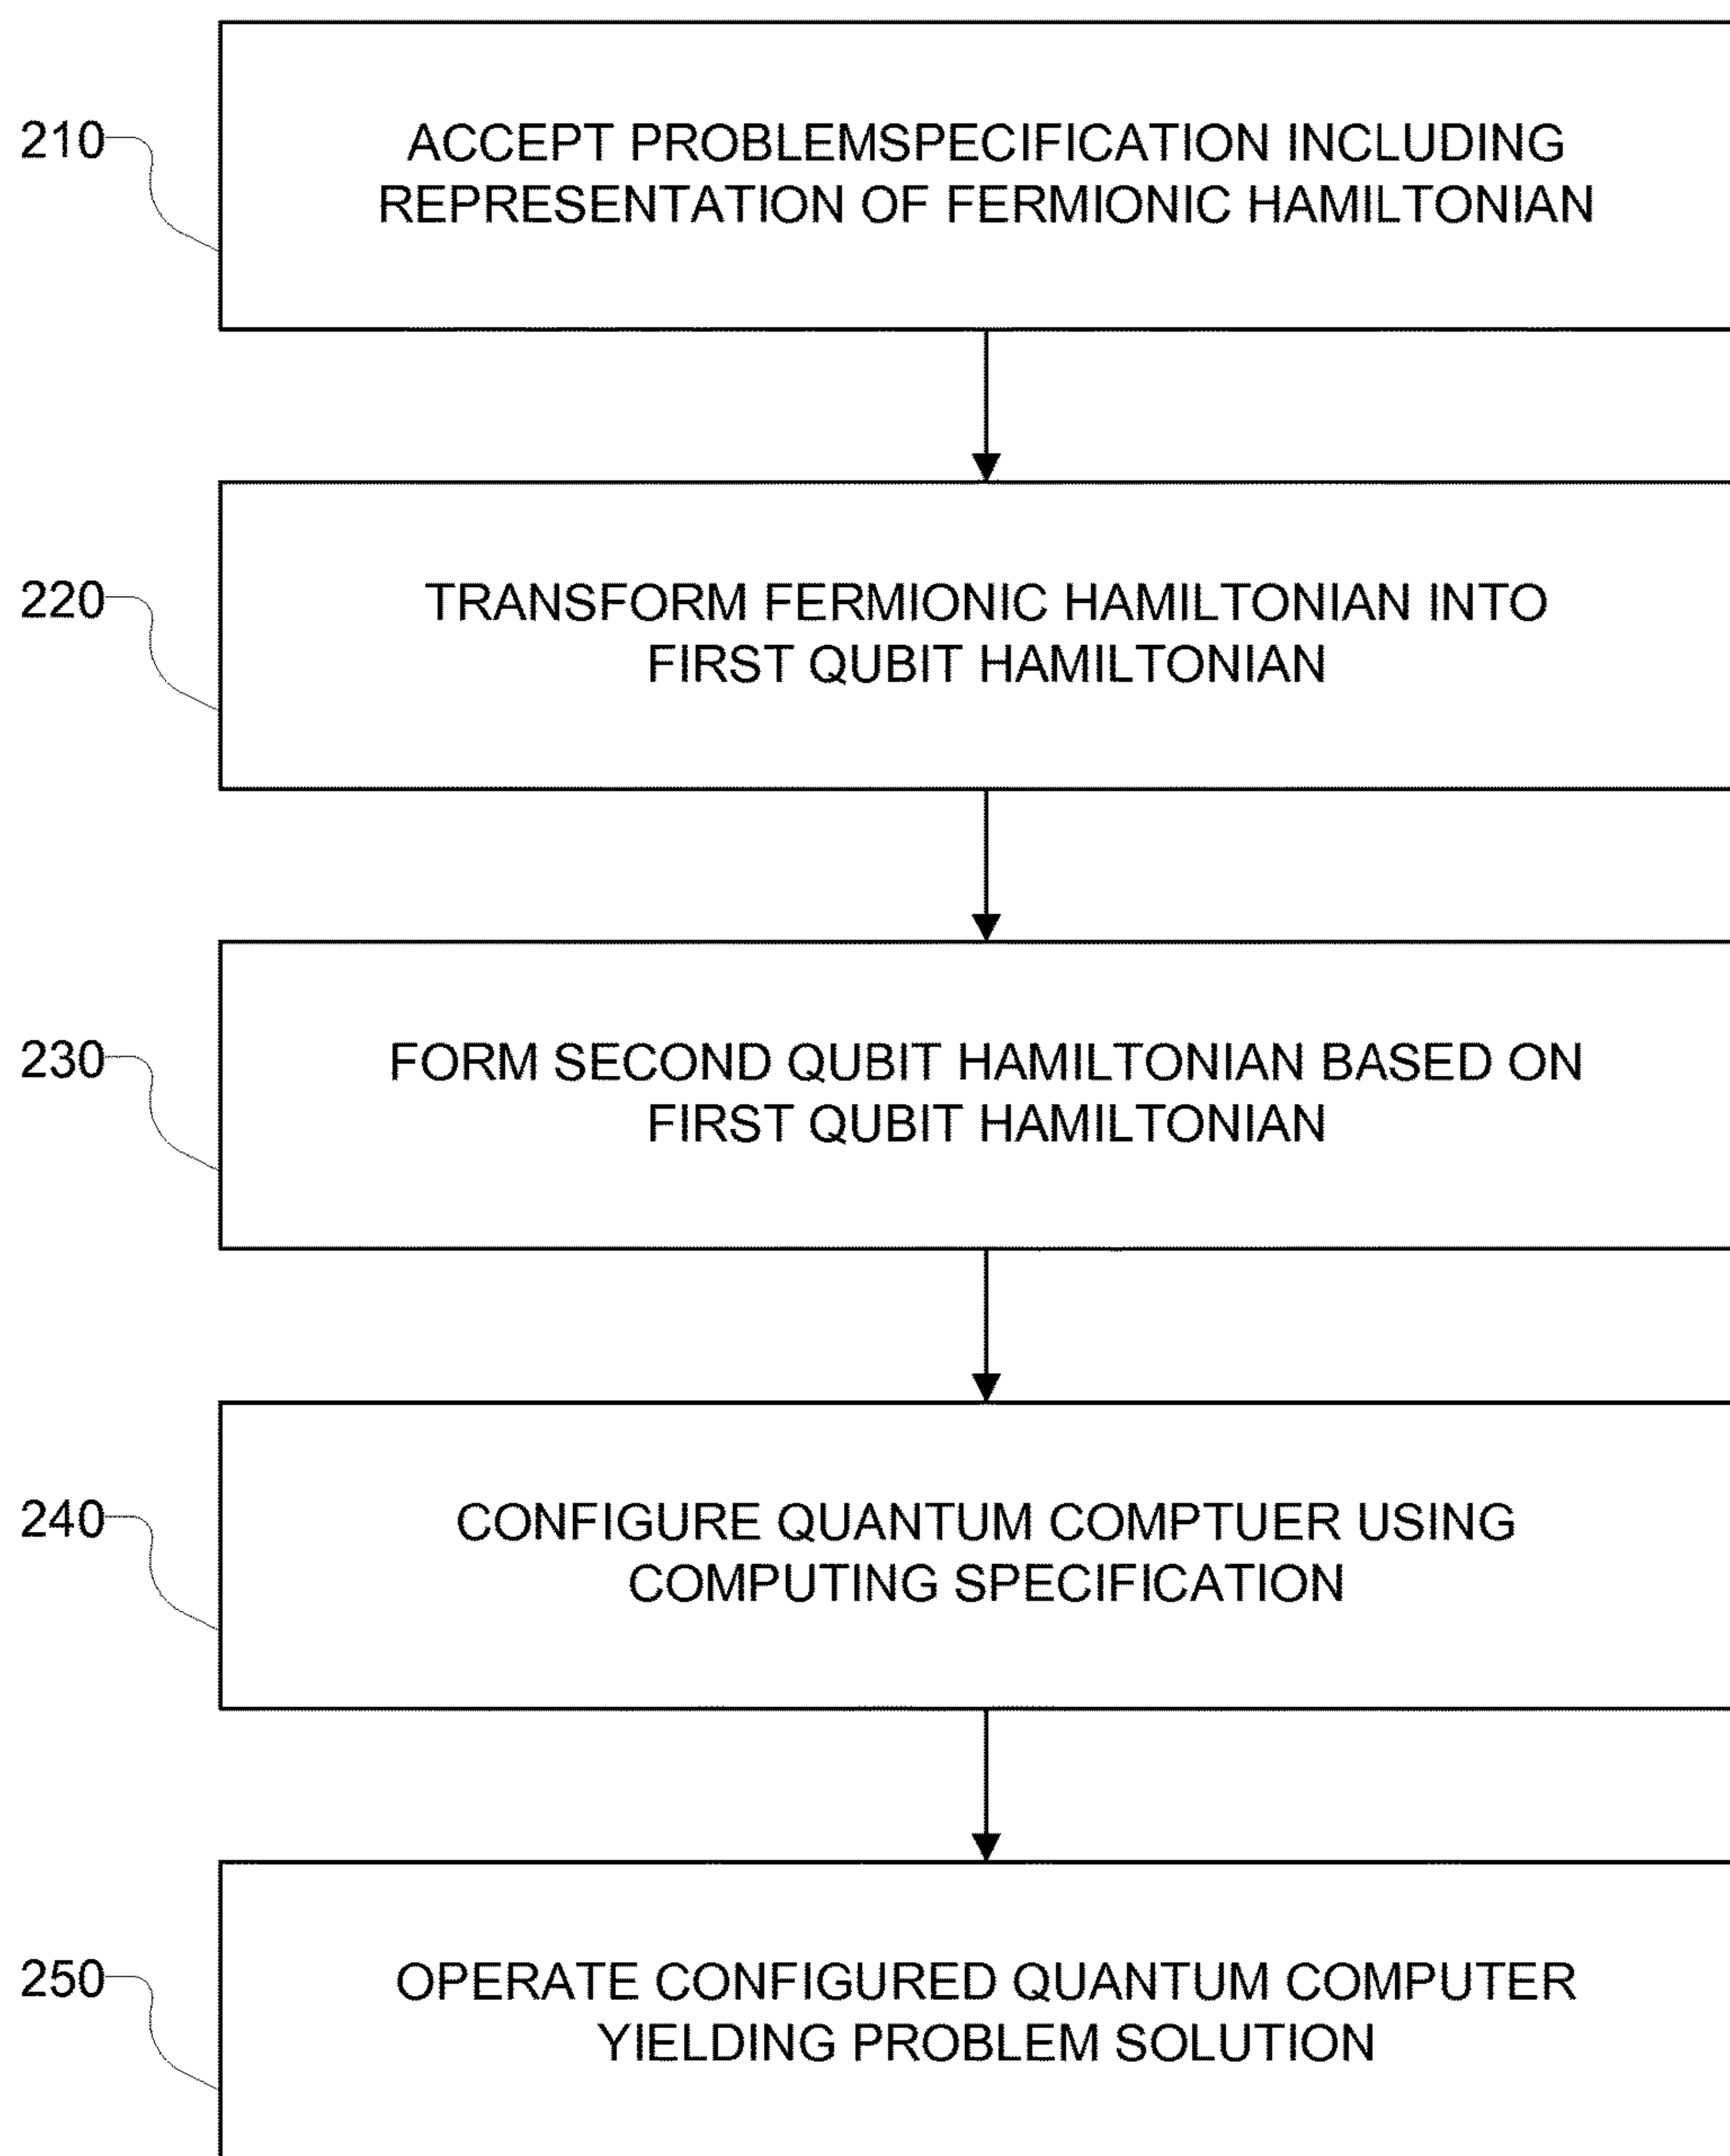 210
ACCEPT PROBLEMSPECIFICATION INCLUDING
REPRESENTATION OF FERMIONIC HAMILTONIAN
220
TRANSFORM FERMIONIC HAMILTONIAN INTO
FIRST QUBIT HAMILTONIAN
230
FORM SECOND QUBIT HAMILTONIAN BASED ON
FIRST QUBIT HAMILTONIAN
240
CONFIGURE QUANTUM COMPTUER USING
COMPUTING SPECIFICATION
250
OPERATE CONFIGURED QUANTUM COMPUTER
YIELDING PROBLEM SOLUTION